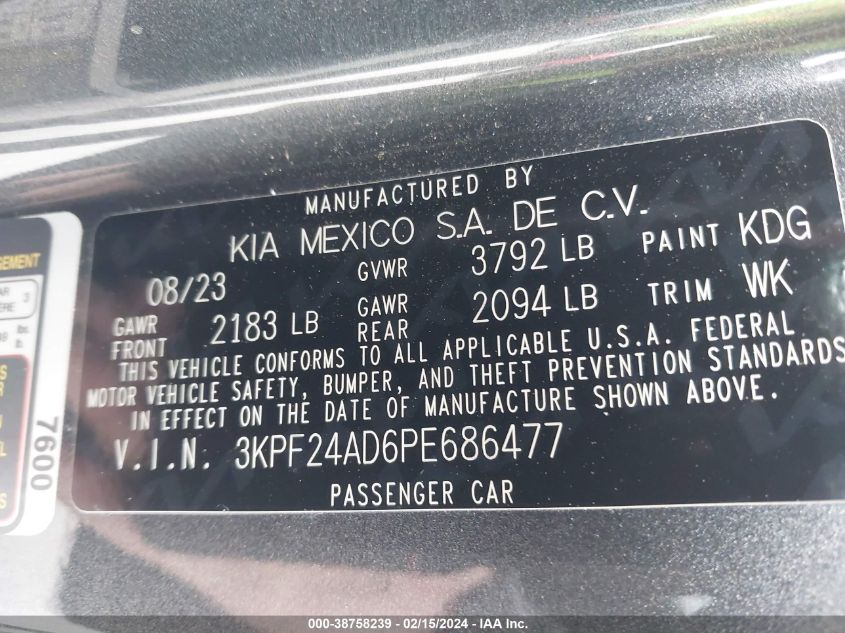 MANUFACTURED BY
KIA MEXICO S.A. DE C.V.
08/23 GVWR 3792 LB PAINT KDG
GAWR FRONT 2183 LB GAWR REAR 2094 LB TRIM WK
THIS VEHICLE CONFORMS TO ALL APPLICABLE U.S.A. FEDERAL
MOTOR VEHICLE SAFETY, BUMPER, AND THEFT PREVENTION STANDARDS
IN EFFECT ON THE DATE OF MANUFACTURE SHOWN ABOVE.
V.I.N. 3KPF24AD6PE686477
PASSENGER CAR
7600
000-38758239 - 02/15/2024 - IAA Inc.